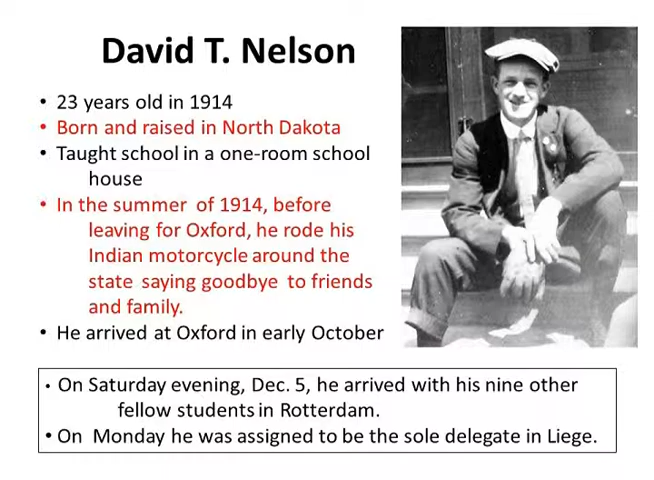 David T. Nelson
• 23 years old in 1914
• Born and raised in North Dakota
• Taught school in a one-room school
house
• In the summer of 1914, before
leaving for Oxford, he rode his
Indian motorcycle around the
state saying goodbye to friends
and family.
• He arrived at Oxford in early October
• On Saturday evening, Dec. 5, he arrived with his nine other
fellow students in Rotterdam.
• On Monday he was assigned to be the sole delegate in Liege.